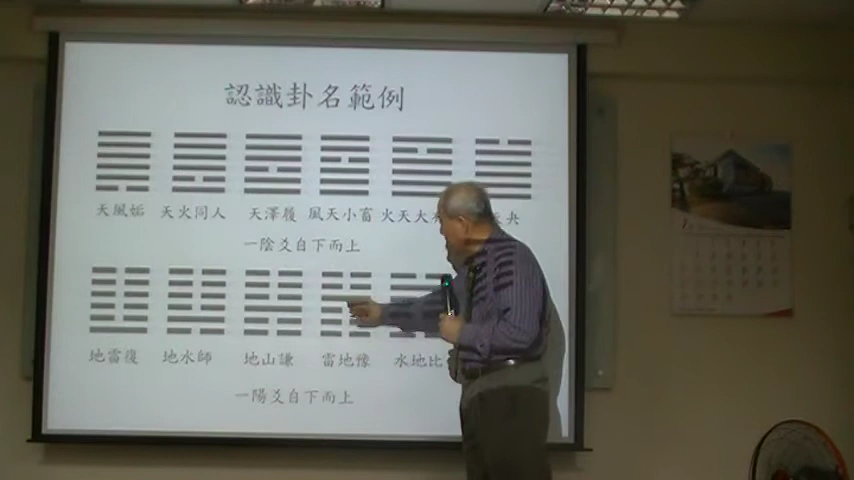 認識卦名範例
天風姤 天火同人 天澤履 風天小畜 火天大 夬
一陰爻自下而上
地雷復 地水師 地山謙 雷地豫 水地比
一陽爻自下而上